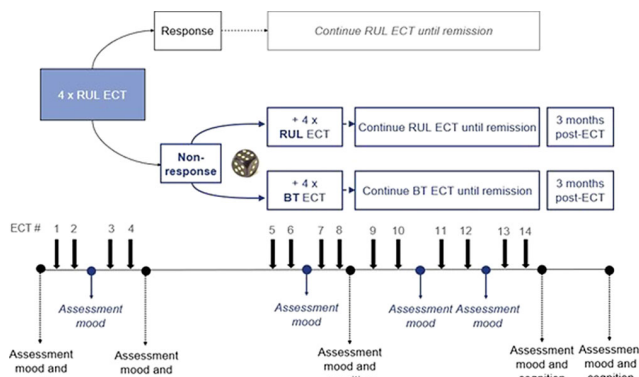 Response
Continue RUL ECT until remission
4 x RUL ECT
+ 4 x
RUL ECT
Continue RUL ECT until remission
3 months
post-ECT
Non-
response
+ 4 x
BT ECT
Continue BT ECT until remission
3 months
post-ECT
ECT #
1 2 3 4 5 6 7 8 9 10 11 12 13 14
Assessment
mood
Assessment
mood
Assessment
mood
Assessment
mood
Assessment
mood and
Assessment
mood and
Assessment
mood and
Assessment
mood and
Assessment
mood and